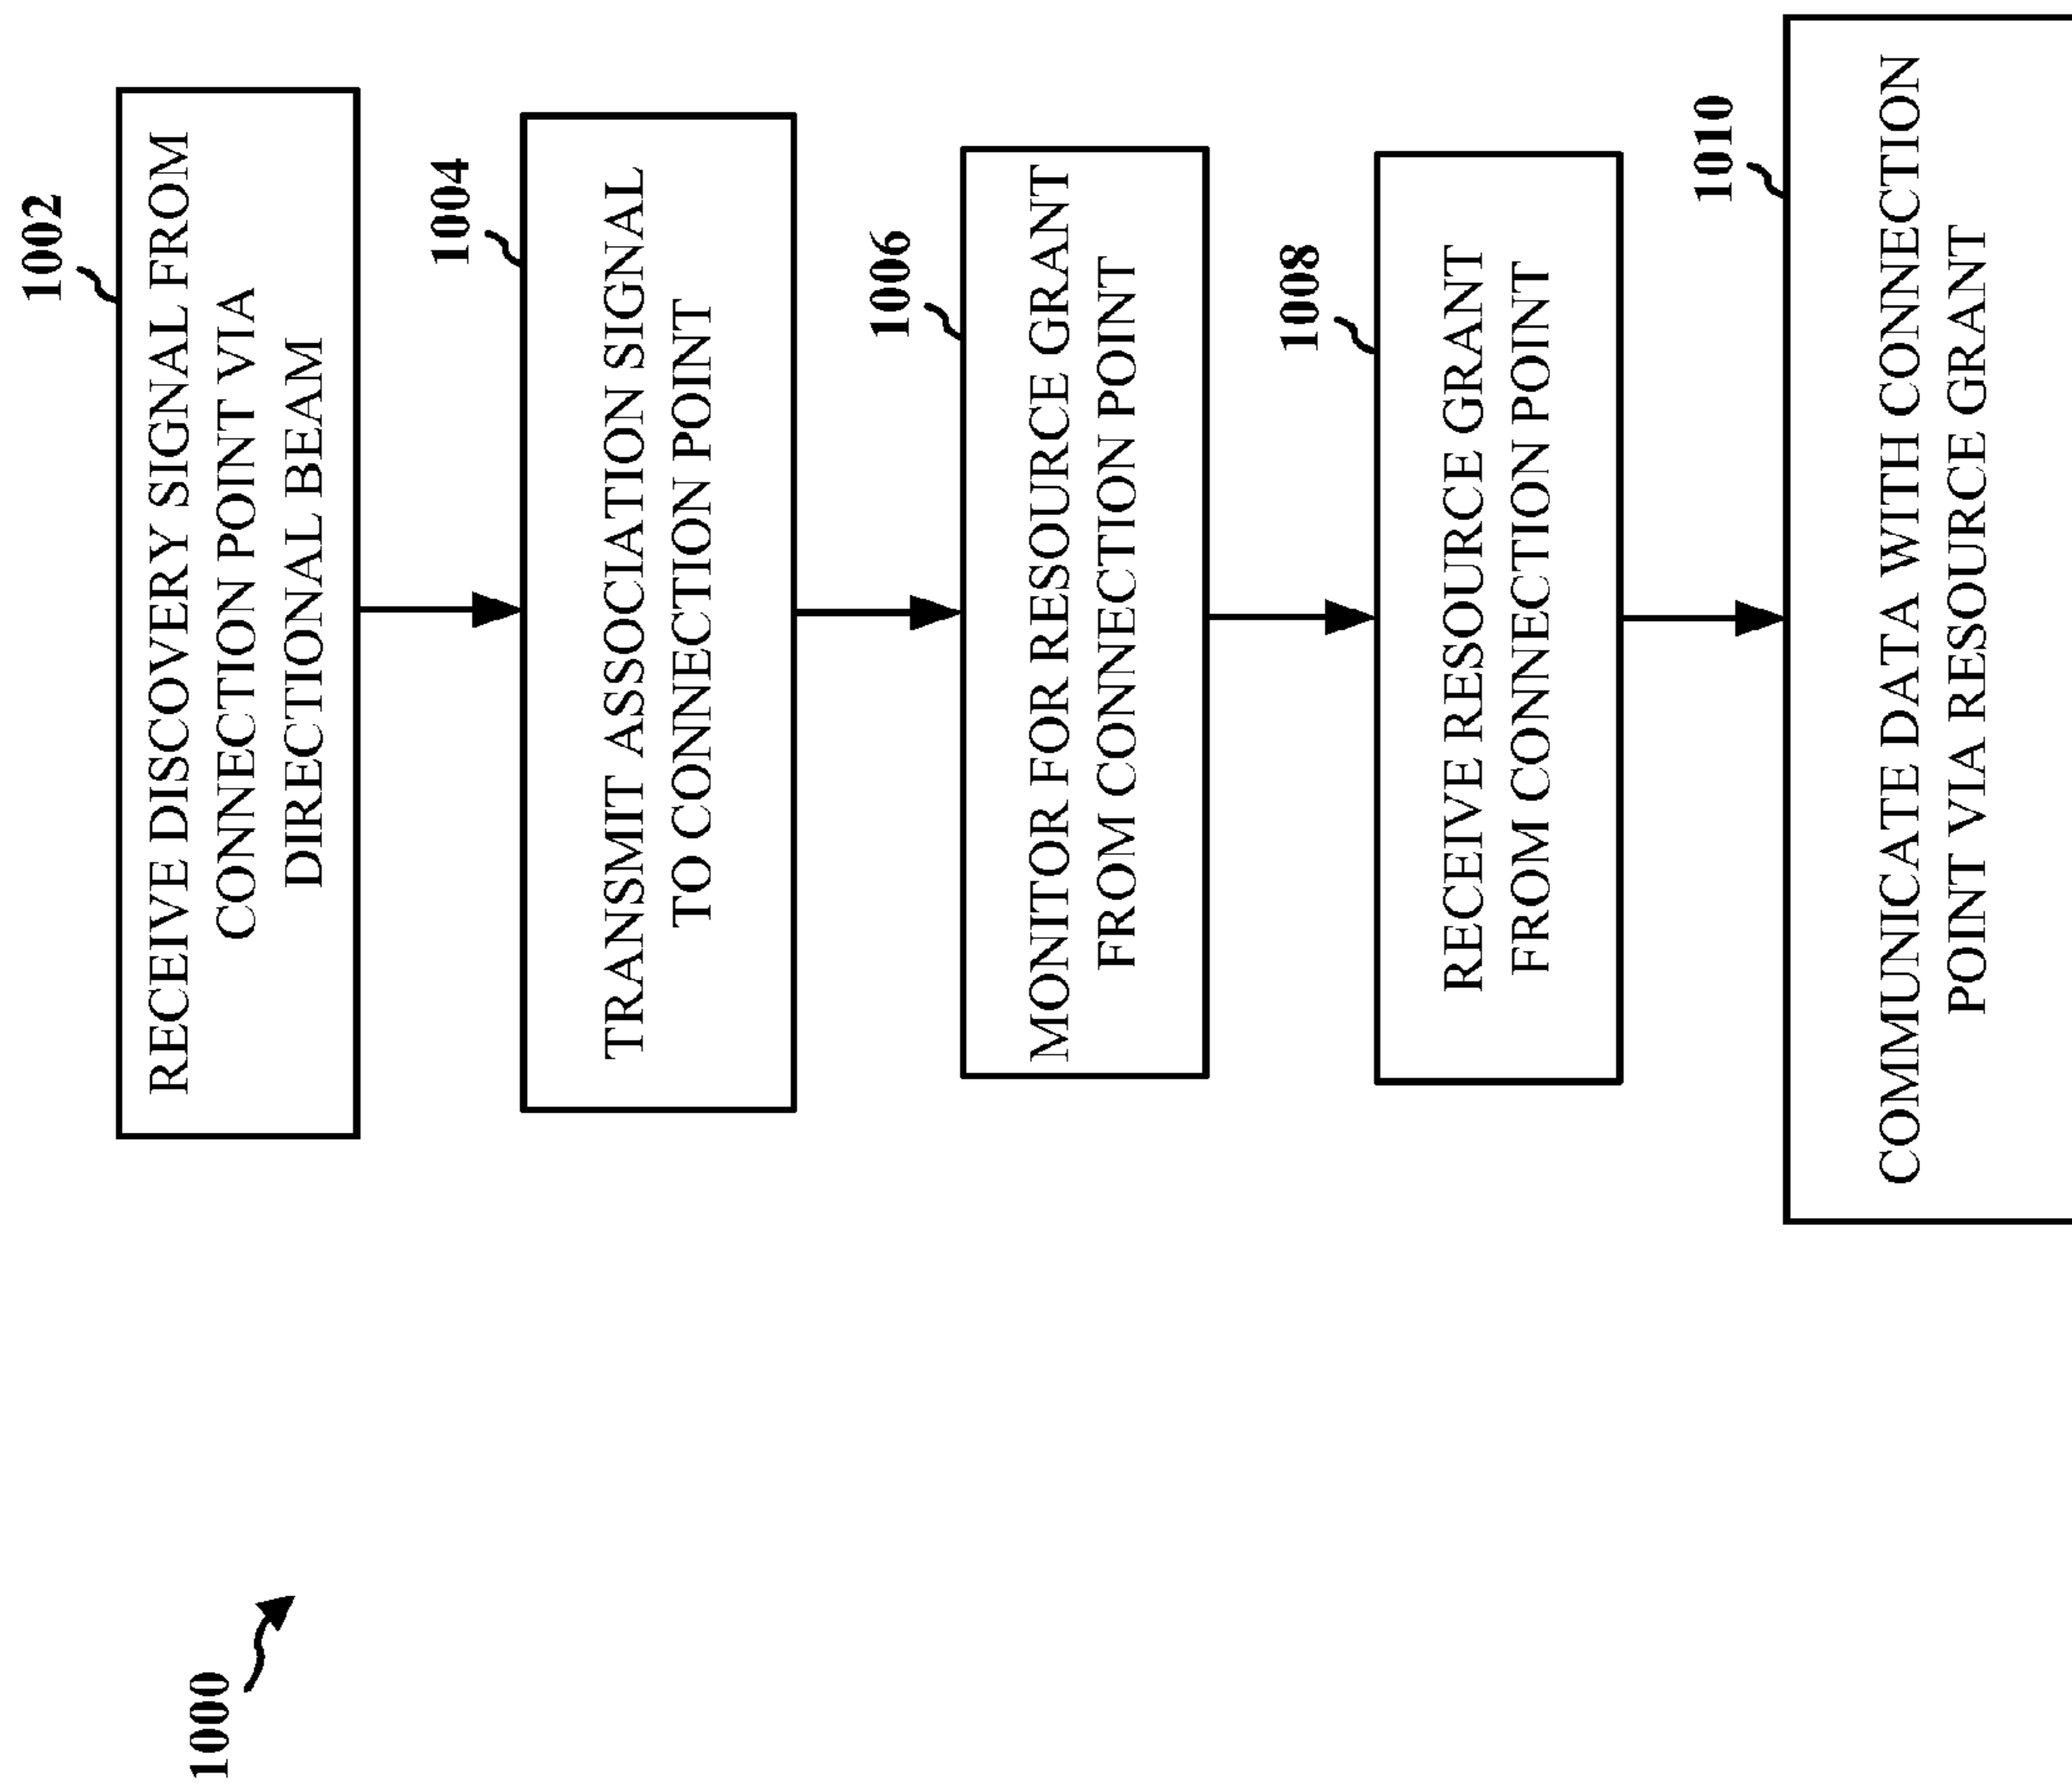 1000
1002
RECEIVE DISCOVERY SIGNAL FROM
CONNECTION POINT VIA
DIRECTIONAL BEAM
1004
TRANSMIT ASSOCIATION SIGNAL
TO CONNECTION POINT
1006
MONITOR FOR RESOURCE GRANT
FROM CONNECTION POINT
1008
RECEIVE RESOURCE GRANT
FROM CONNECTION POINT
1010
COMMUNICATE DATA WITH CONNECTION
POINT VIA RESOURCE GRANT